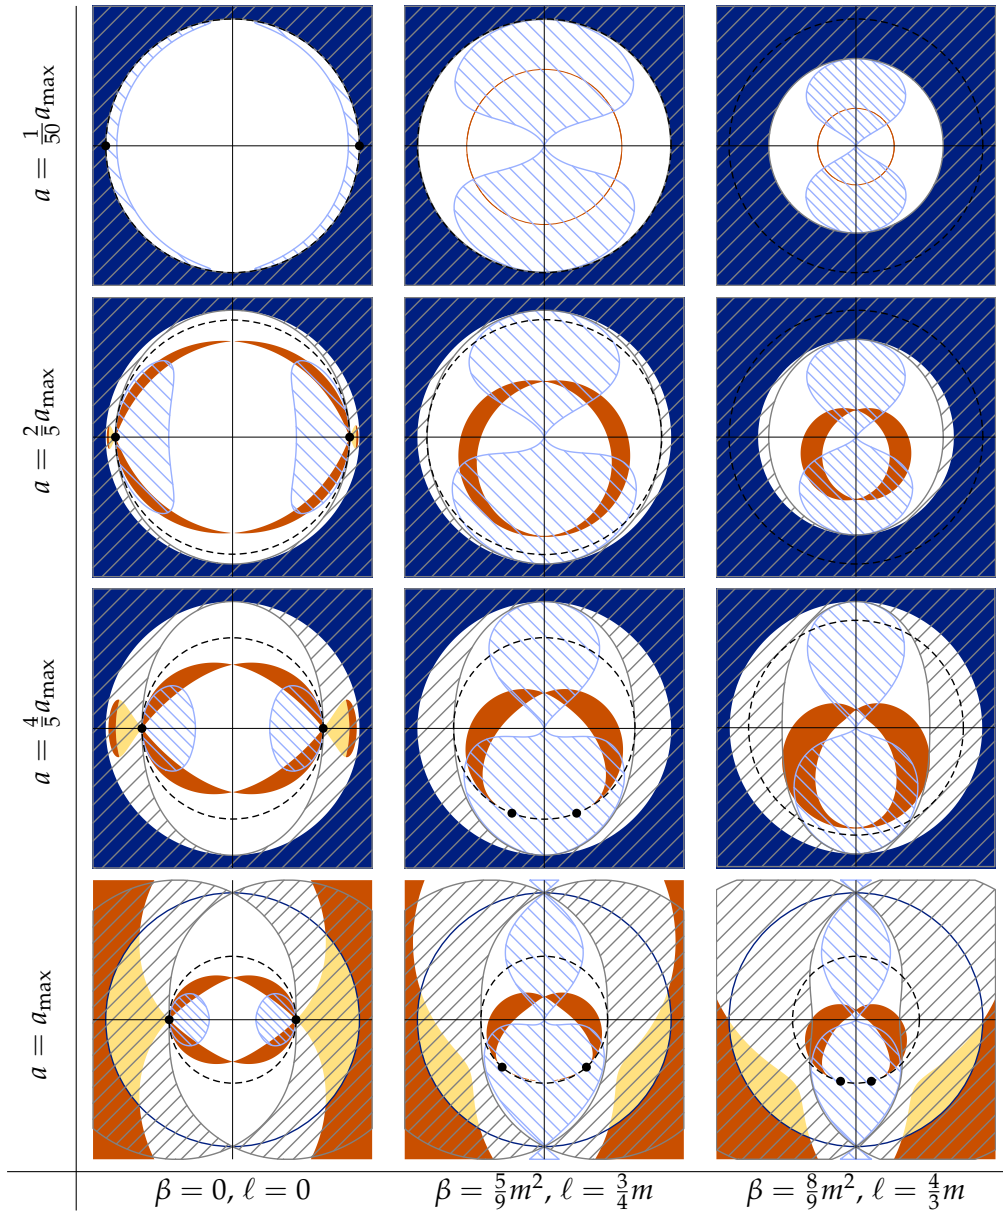 a = 1/50 a_max
a = 2/5 a_max
a = 4/5 a_max
a = a_max
β = 0, ℓ = 0
β = 5/9 m², ℓ = 3/4 m
β = 8/9 m², ℓ = 4/3 m